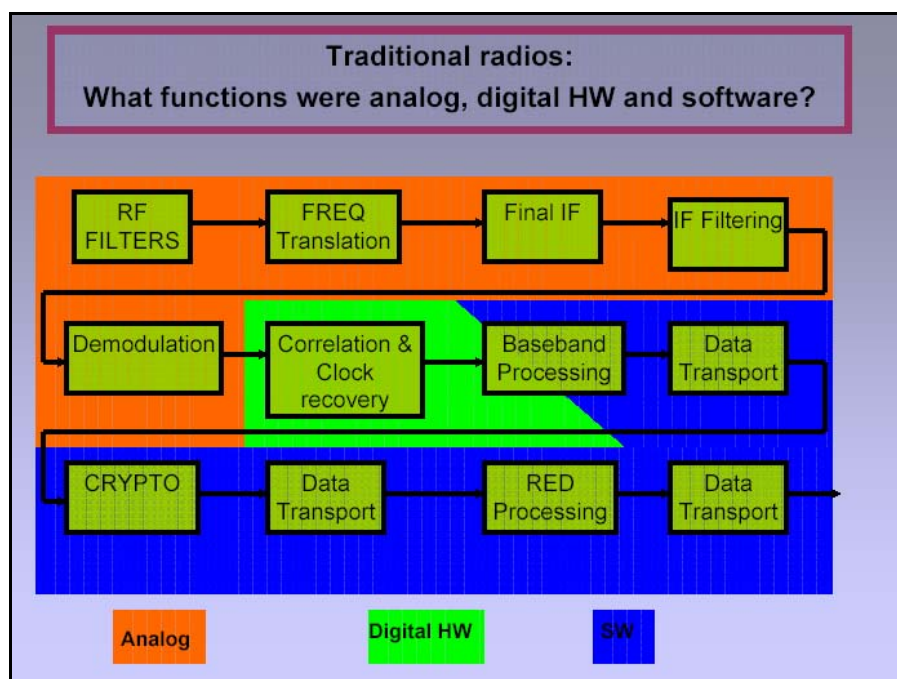 Traditional radios:
What functions were analog, digital HW and software?
RF
FILTERS
FREQ
Translation
Final IF
IF Filtering
Demodulation
Correlation &
Clock
recovery
Baseband
Processing
Data
Transport
CRYPTO
Data
Transport
RED
Processing
Data
Transport
Analog
Digital HW
SW